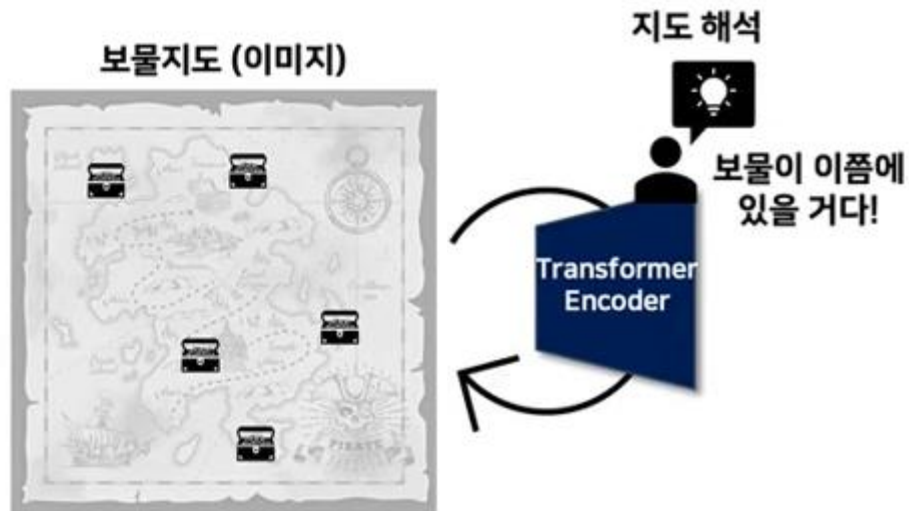 지도 해석
보물지도 (이미지)
보물이 이쯤에
있을 거다!
Transformer
Encoder
PIRATE